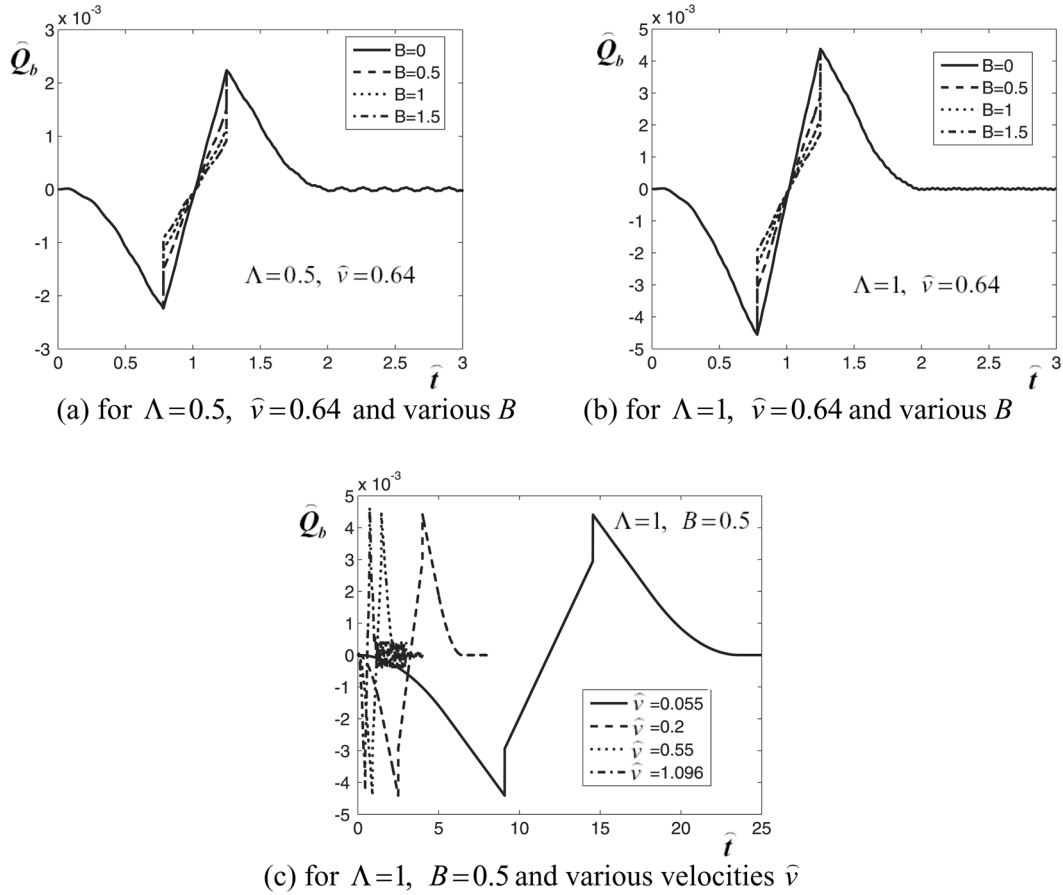 x 10⁻³
Q̂_b
3
2
1
0
-1
-2
-3
B=0
B=0.5
B=1
B=1.5
Λ=0.5, v̂=0.64
0 0.5 1 1.5 2 2.5 3
t̂
(a) for Λ=0.5, v̂=0.64 and various B
x 10⁻³
Q̂_b
5
4
3
2
1
0
-1
-2
-3
-4
-5
B=0
B=0.5
B=1
B=1.5
Λ=1, v̂=0.64
0 0.5 1 1.5 2 2.5 3
t̂
(b) for Λ=1, v̂=0.64 and various B
x 10⁻³
Q̂_b
5
4
3
2
1
0
-1
-2
-3
-4
-5
Λ=1, B=0.5
v̂ =0.055
v̂ =0.2
v̂ =0.55
v̂ =1.096
0 5 10 15 20 25
t̂
(c) for Λ=1, B=0.5 and various velocities v̂